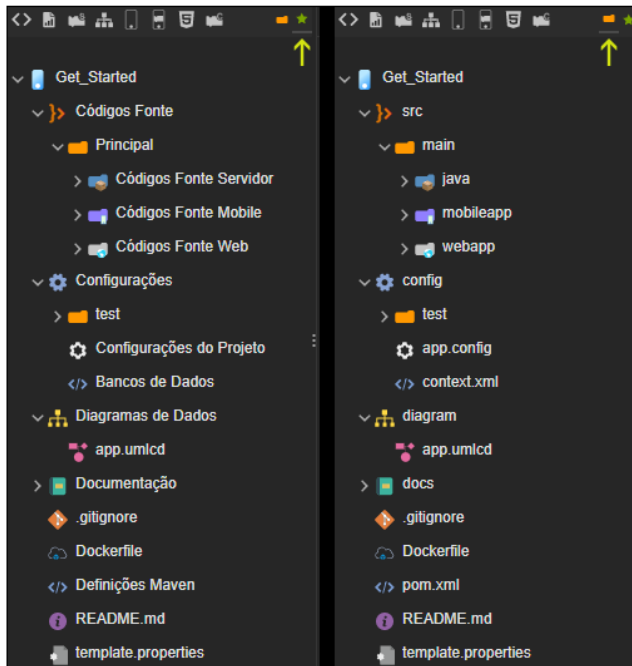 Get_Started
Códigos Fonte
Principal
Códigos Fonte Servidor
Códigos Fonte Mobile
Códigos Fonte Web
Configurações
test
Configurações do Projeto
Bancos de Dados
Diagramas de Dados
app.umlcd
Documentação
.gitignore
Dockerfile
Definições Maven
README.md
template.properties
Get_Started
src
main
java
mobileapp
webapp
config
test
app.config
context.xml
diagram
app.umlcd
docs
.gitignore
Dockerfile
pom.xml
README.md
template.properties